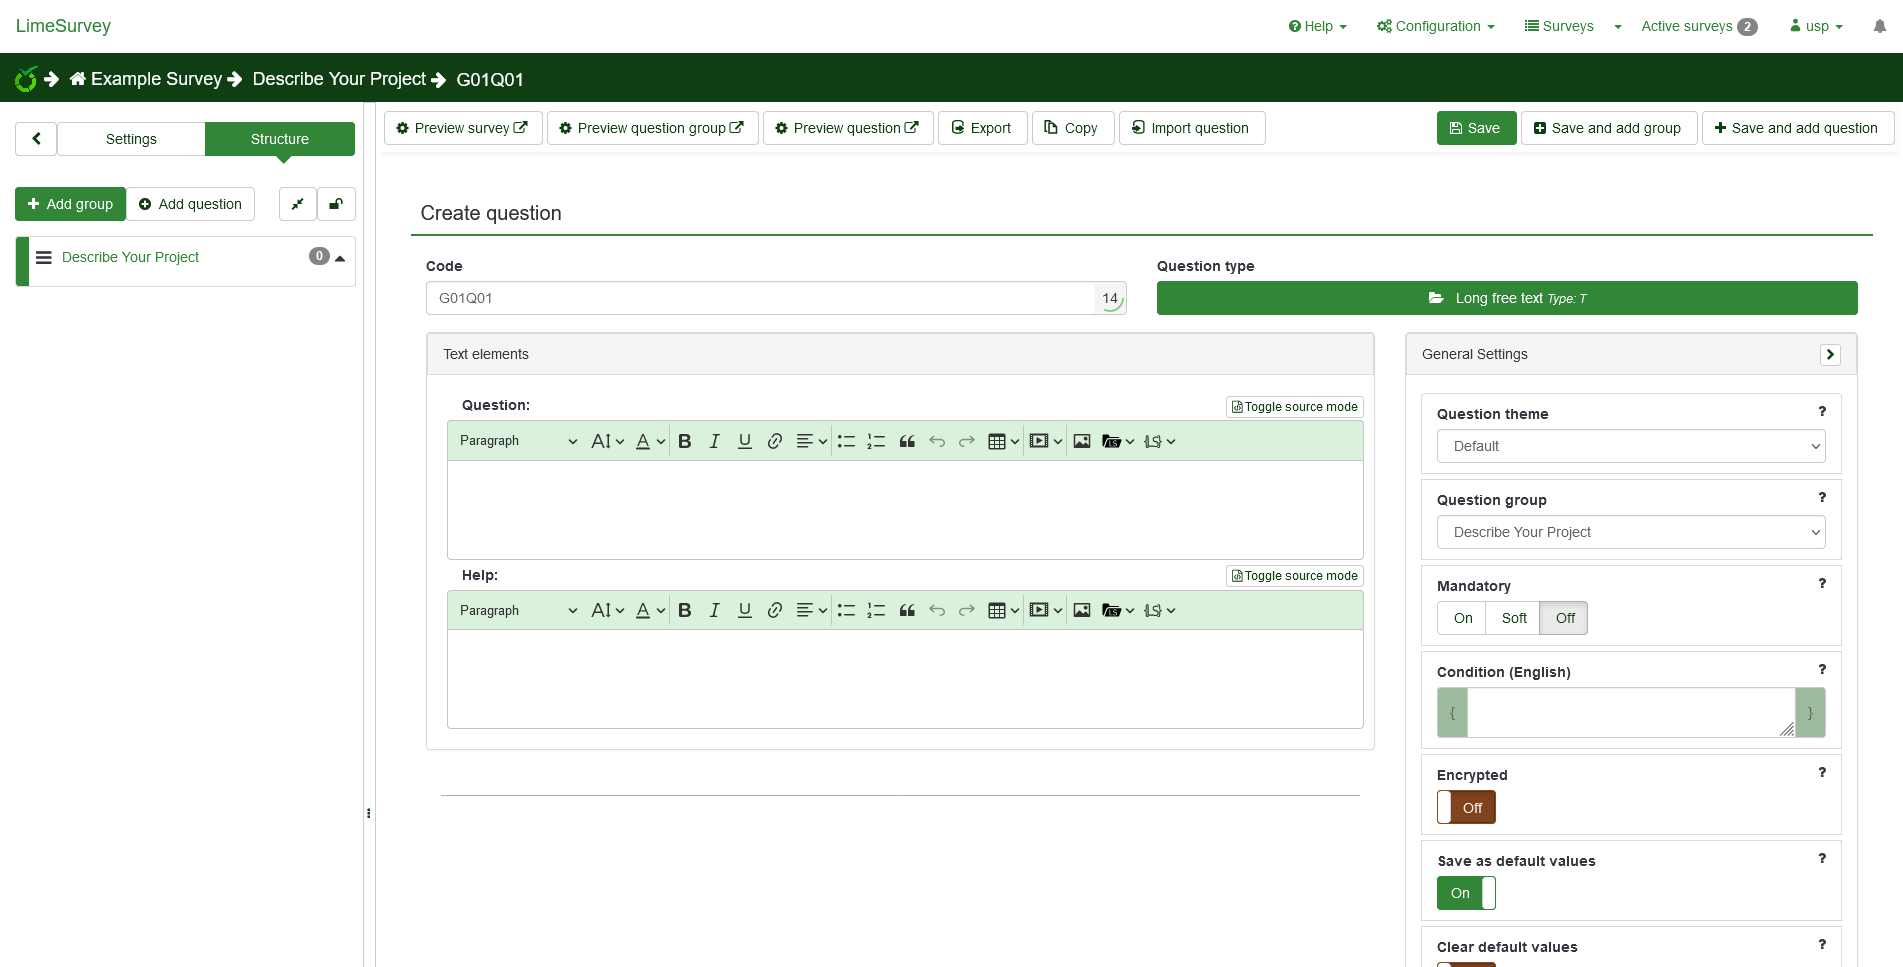 LimeSurvey
Help
Configuration
Surveys
Active surveys 2
usp
Example Survey
Describe Your Project
G01Q01
Settings
Structure
Preview survey
Preview question group
Preview question
Export
Copy
Import question
Save
Save and add group
Save and add question
Add group
Add question
Describe Your Project
0
Create question
Code
G01Q01
14
Question type
Long free text Type: T
Text elements
Question:
Toggle source mode
Paragraph
Help:
Toggle source mode
Paragraph
General Settings
Question theme
?
Default
Question group
?
Describe Your Project
Mandatory
?
On
Soft
Off
Condition (English)
?
{
}
Encrypted
?
Off
Save as default values
?
On
Clear default values
?